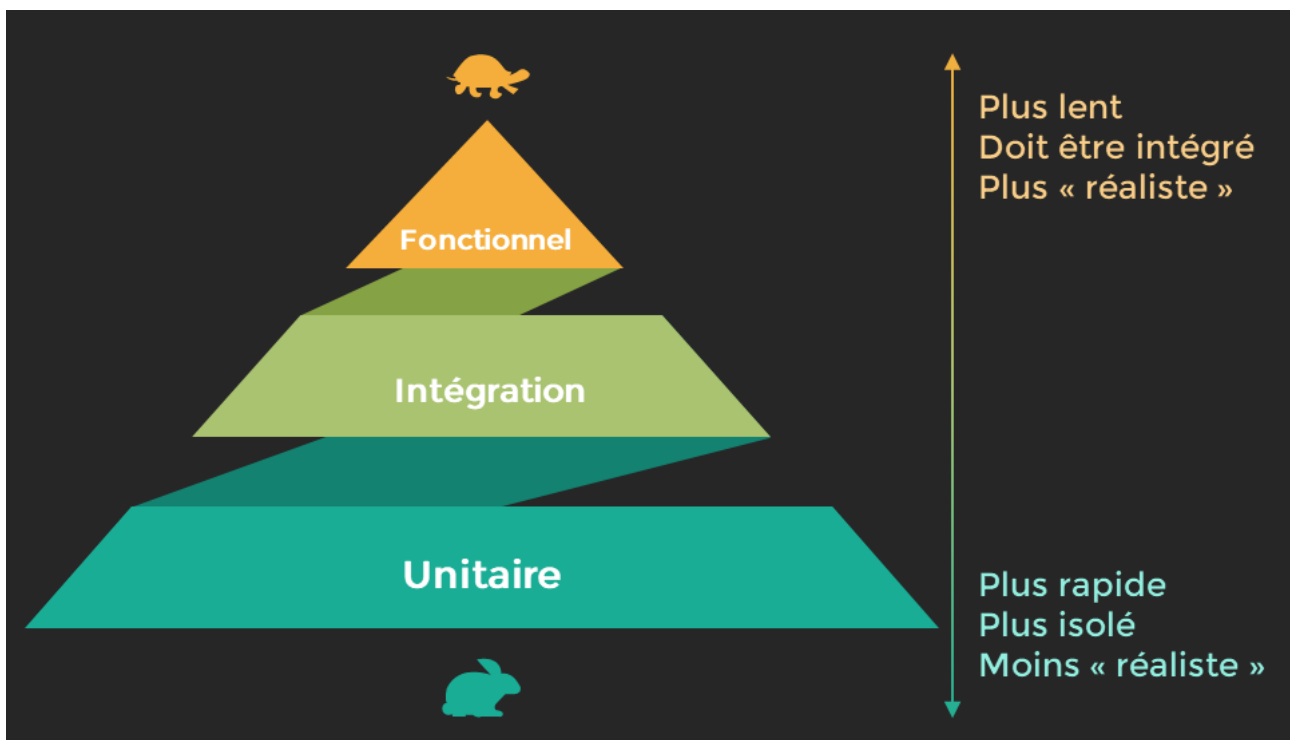 Plus lent
Doit être intégré
Plus « réaliste »
Fonctionnel
Intégration
Unitaire
Plus rapide
Plus isolé
Moins « réaliste »